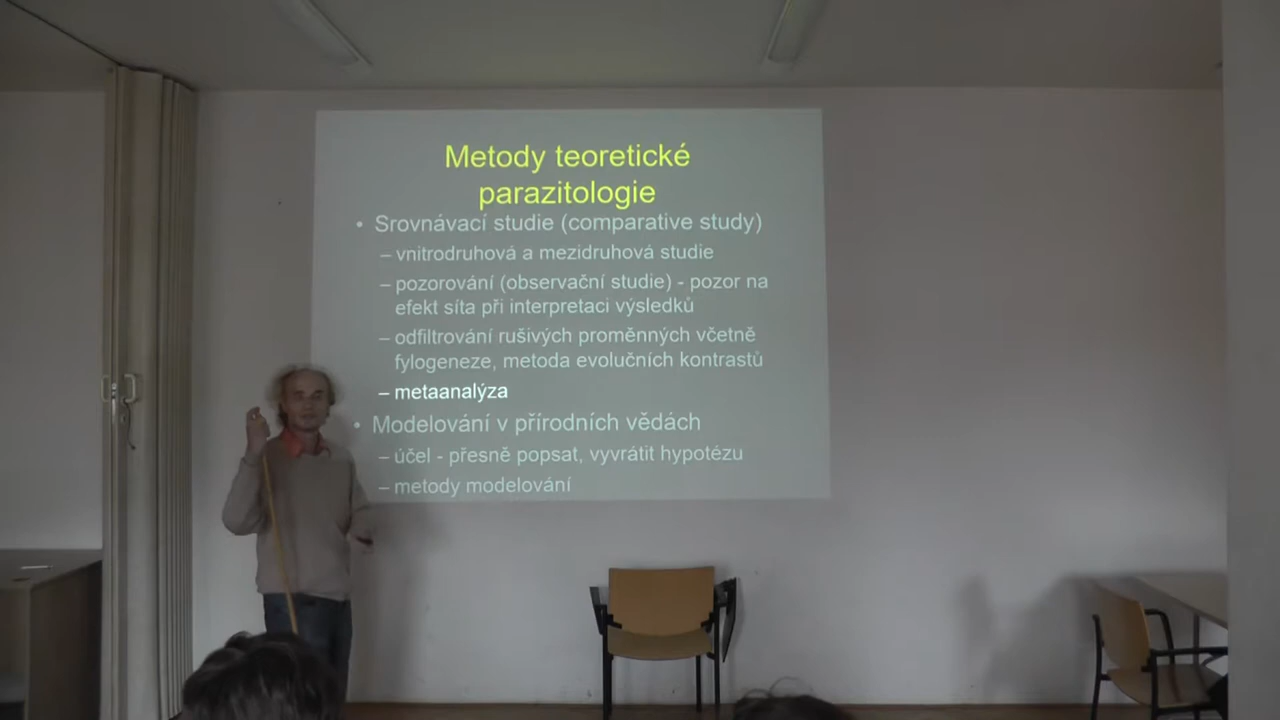 Metody teoretické
parazitologie
• Srovnávací studie (comparative study)
– vnitrodruhová a mezidruhová studie
– pozorování (observační studie) - pozor na
efekt síta při interpretaci výsledků
– odfiltrování rušivých proměnných včetně
fylogeneze, metoda evolučních kontrastů
– metaanalýza
• Modelování v přírodních vědách
– účel - přesně popsat, vyvrátit hypotézu
– metody modelování